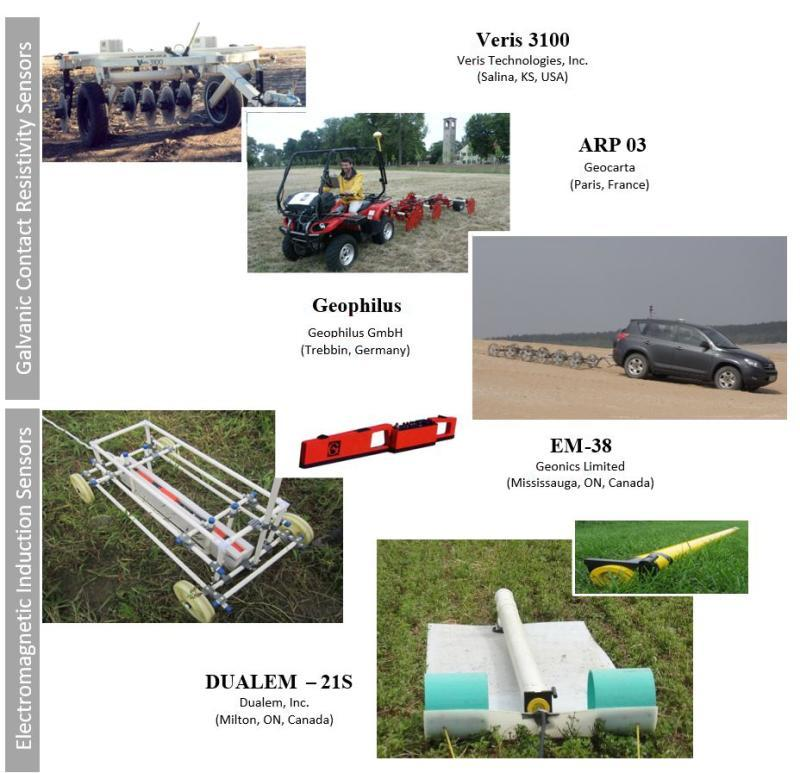 Galvanic Contact Resistivity Sensors
Veris 3100
Veris Technologies, Inc.
(Salina, KS, USA)
ARP 03
Geocarta
(Paris, France)
Geophilus
Geophilus GmbH
(Trebbin, Germany)
Electromagnetic Induction Sensors
EM-38
Geonics Limited
(Mississauga, ON, Canada)
DUALEM – 21S
Dualem, Inc.
(Milton, ON, Canada)